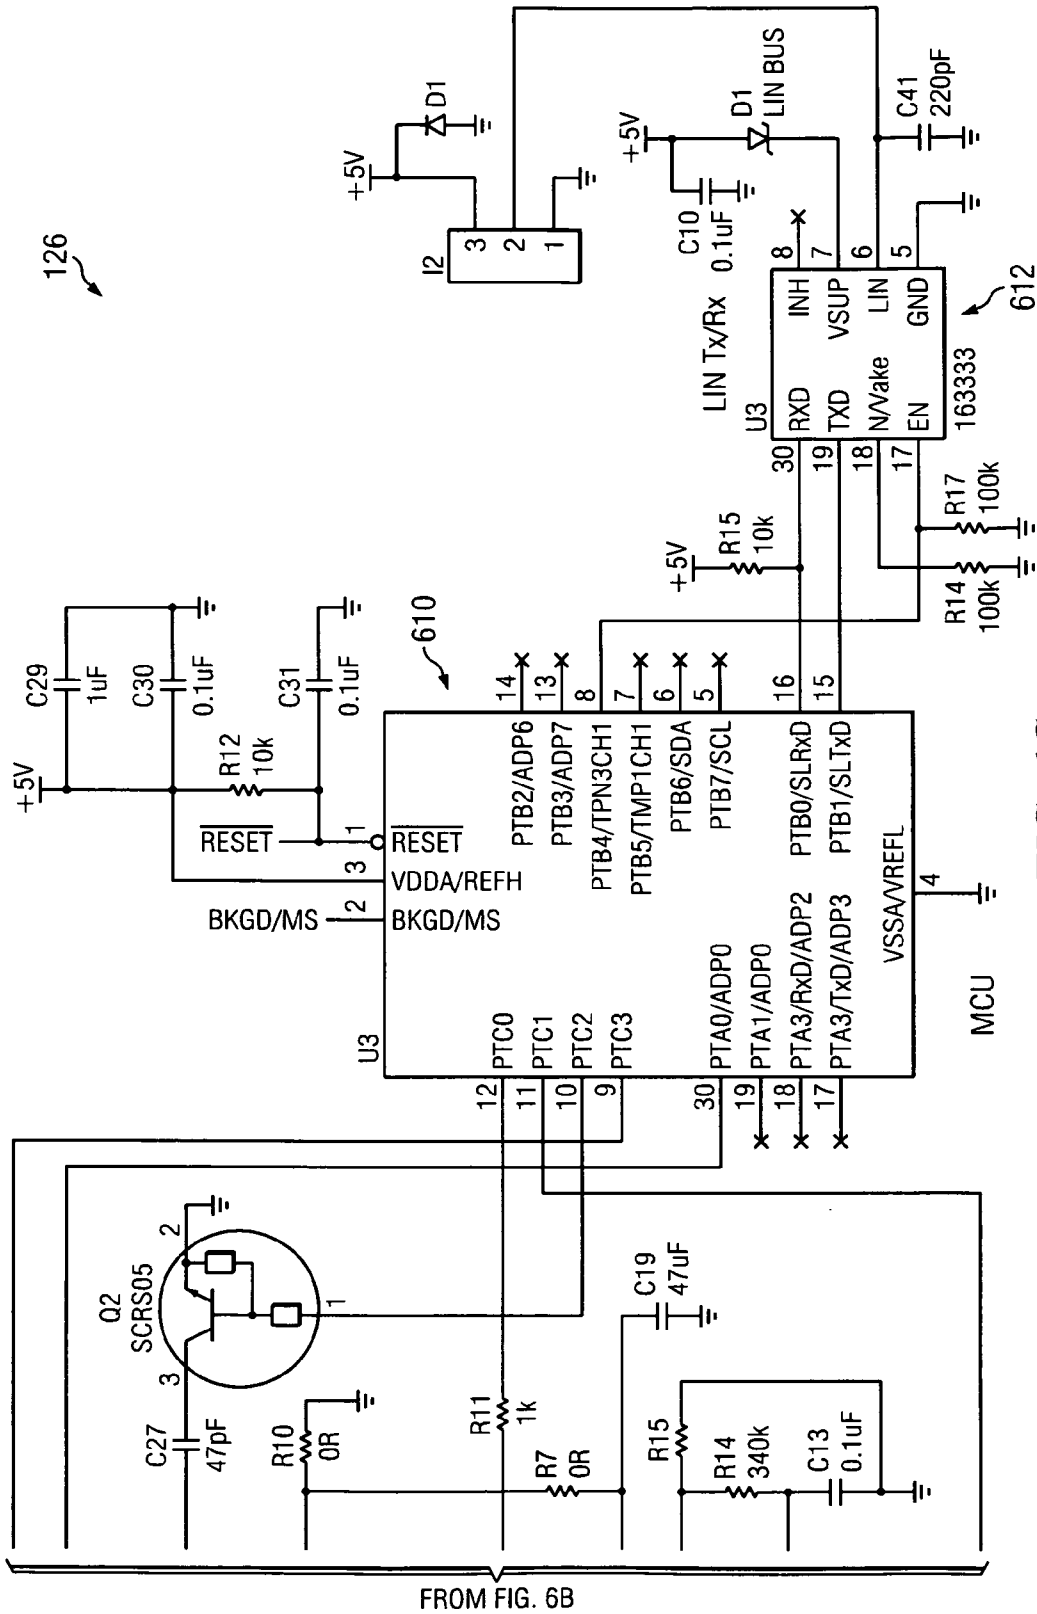 126
+5V
D1
I2
3
2
1
+5V
C10
0.1uF
D1
LIN BUS
C41
220pF
LIN Tx/Rx
U3
RXD
TXD
N/Vake
EN
INH
VSUP
LIN
GND
8
7
6
5
30
19
18
17
163333
612
+5V
R15
10k
R17
100k
R14
100k
+5V
C29
1uF
C30
0.1uF
R12
10k
C31
0.1uF
RESET
1
3
BKGD/MS
2
610
U3
RESET
VDDA/REFH
BKGD/MS
PTB2/ADP6
PTB3/ADP7
PTB4/TPN3CH1
PTB5/TMP1CH1
PTB6/SDA
PTB7/SCL
PTB0/SLRxD
PTB1/SLTxD
14
13
8
7
6
5
16
15
PTC0
PTC1
PTC2
PTC3
PTA0/ADP0
PTA1/ADP0
PTA3/RxD/ADP2
PTA3/TxD/ADP3
VSSA/VREFL
4
12
11
10
9
30
19
18
17
MCU
Q2
SCRS05
2
1
3
C27
47pF
R10
0R
R11
1k
R7
0R
C19
47uF
R15
R14
340k
C13
0.1uF
FROM FIG. 6B